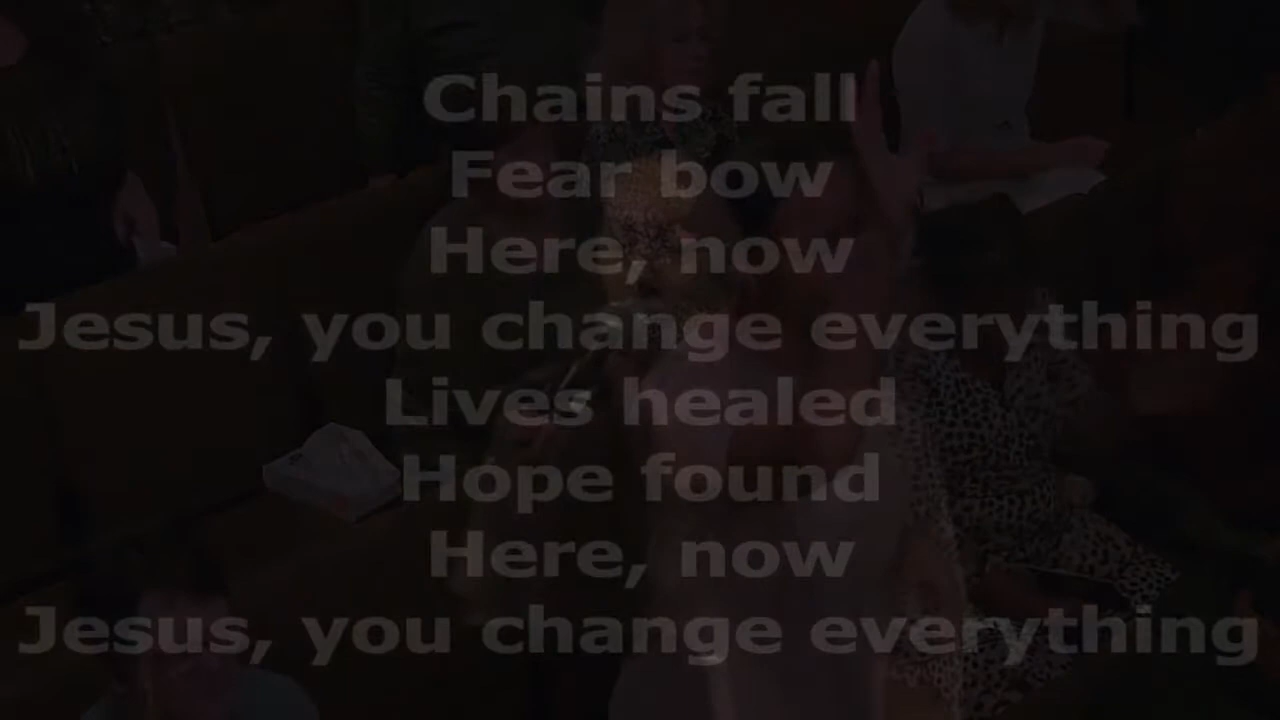 Chains fall
Fear bow
Here, now
Jesus, you change everything
Lives healed
Hope found
Here, now
Jesus, you change everything